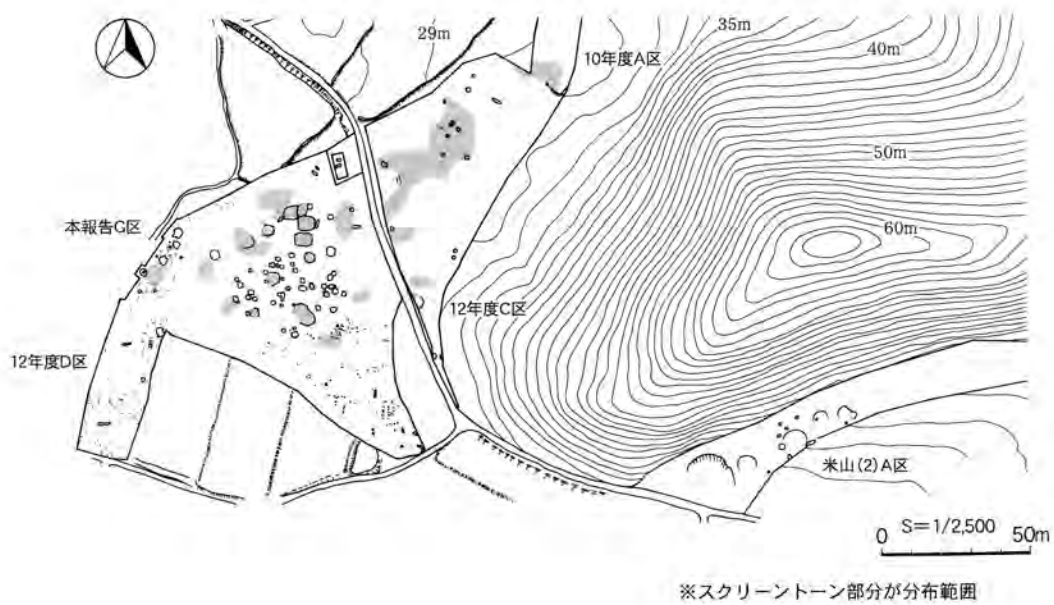 35m
29m
10年度A区
40m
50m
本報告G区
60m
12年度C区
12年度D区
米山(2)A区
S=1/2,500
0 50m
※スクリーントーン部分が分布範囲